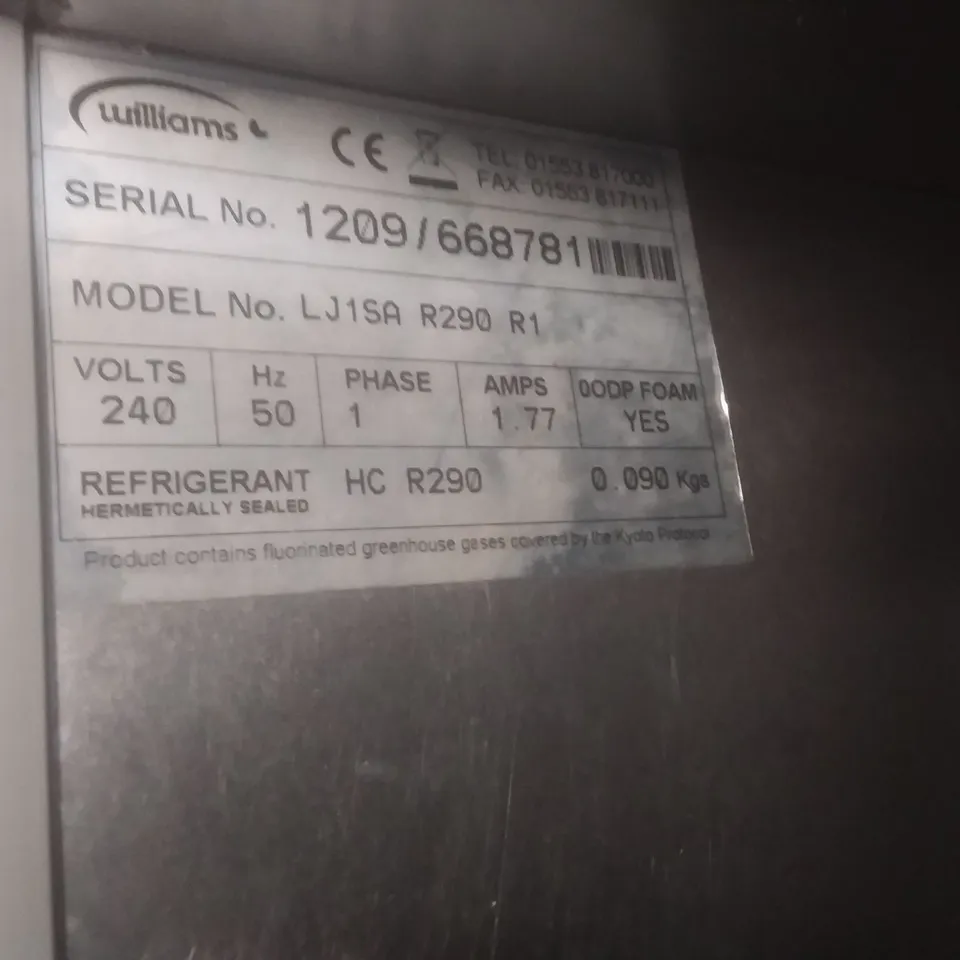 williams
CE
TEL. 01553 817000
FAX. 01553 817111
SERIAL No. 1209/668781
MODEL No. LJ1SA R290 R1
VOLTS Hz PHASE AMPS 0ODP FOAM
240 50 1 1.77 YES
REFRIGERANT HC R290 0.090 Kgs
HERMETICALLY SEALED
Product contains fluorinated greenhouse gases covered by the Kyoto Protocol